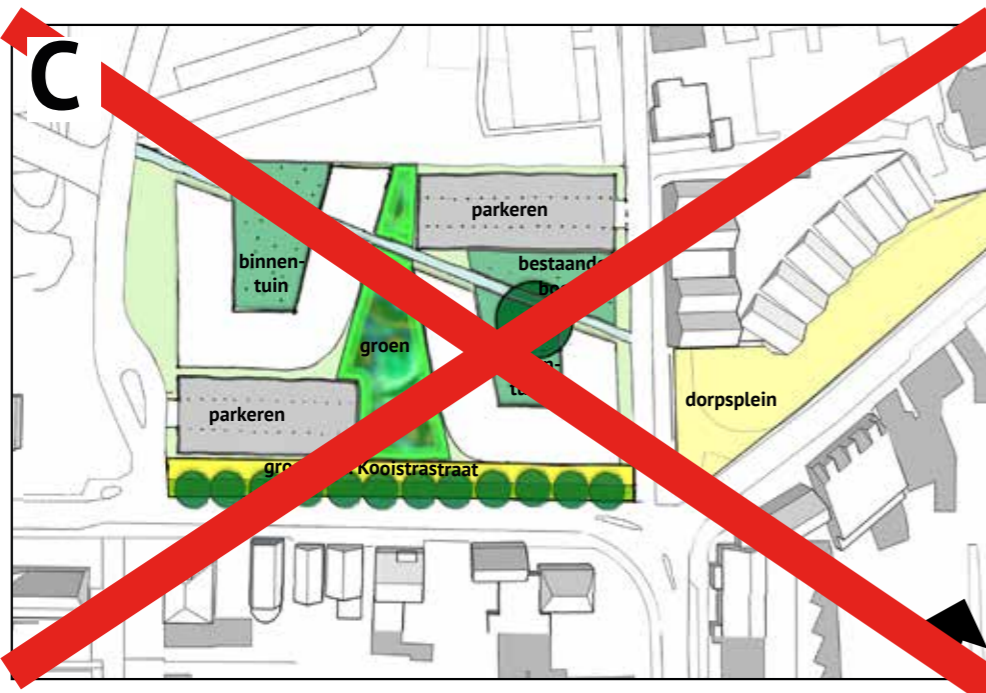 C
parkeren
binnen-
tuin
bestaande
groen
parkeren
dorpsplein
Kooistrastraat